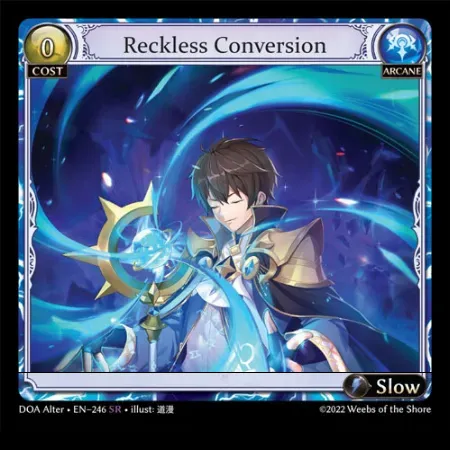 0
Reckless Conversion
COST
ARCANE
Slow
DOA Alter • EN-246 SR • illust: 道漫
©2022 Weebs of the Shore